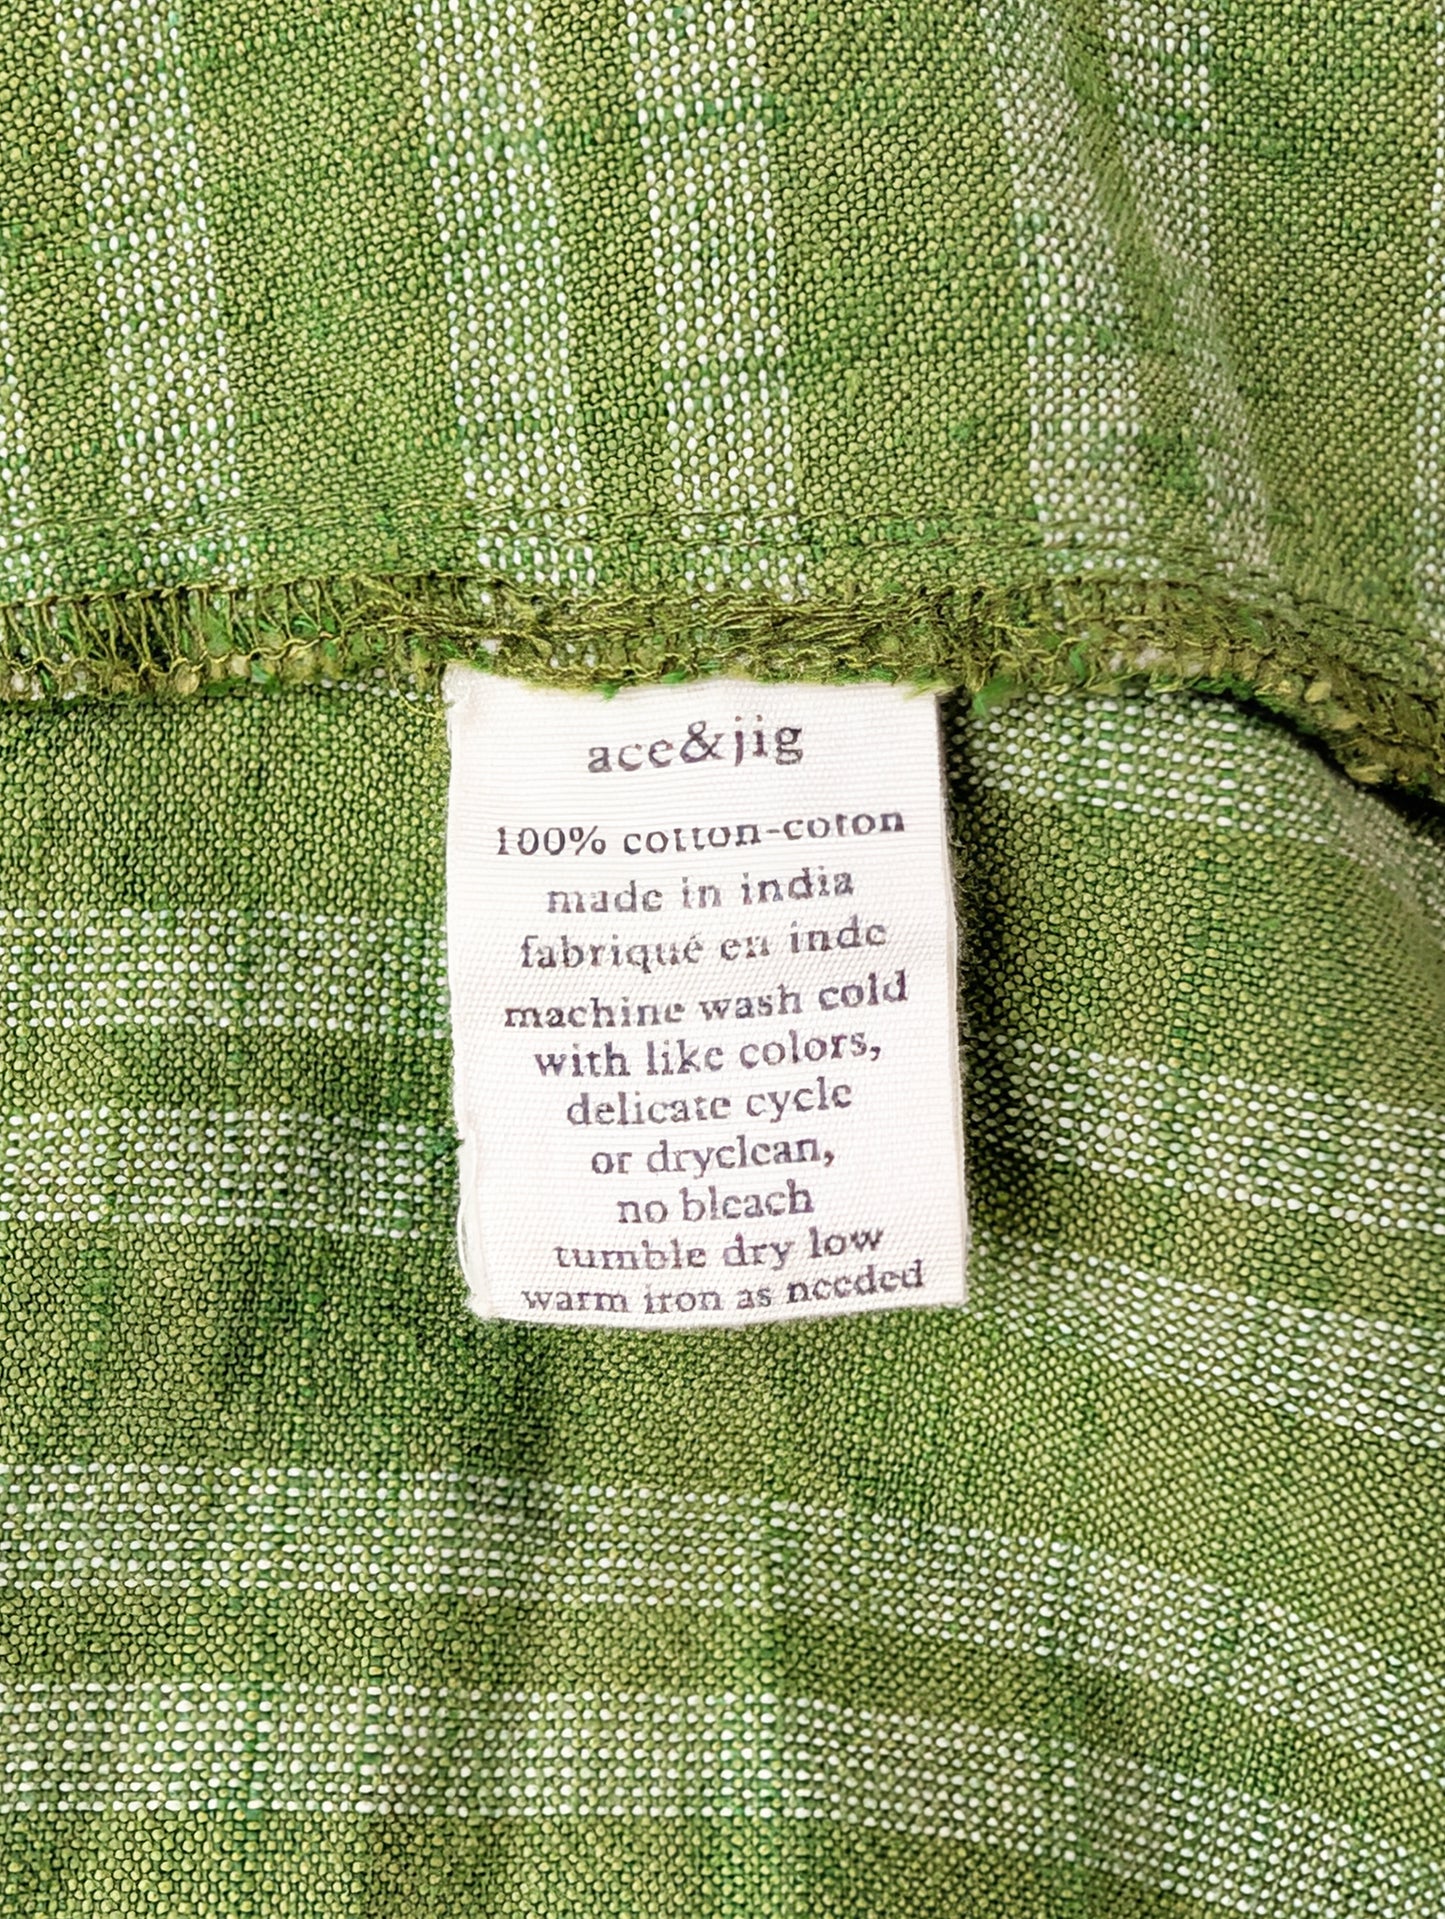 ace&jig
100% cotton-coton
made in india
fabriqué en inde
machine wash cold
with like colors,
delicate cycle
or dryclean,
no bleach
tumble dry low
warm iron as needed